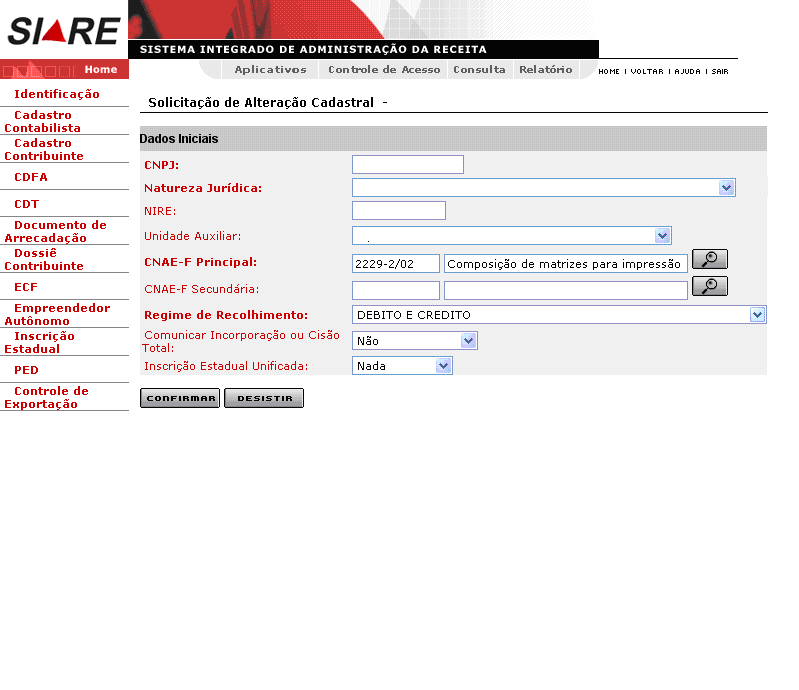 SIARE
SISTEMA INTEGRADO DE ADMINISTRAÇÃO DA RECEITA
Home
Aplicativos Controle de Acesso Consulta Relatório
HOME | VOLTAR | AJUDA | SAIR
Identificação
Cadastro
Contabilista
Cadastro
Contribuinte
CDFA
CDT
Documento de
Arrecadação
Dossiê
Contribuinte
ECF
Empreendedor
Autônomo
Inscrição
Estadual
PED
Controle de
Exportação
Solicitação de Alteração Cadastral -
Dados Iniciais
CNPJ:
Natureza Jurídica:
NIRE:
Unidade Auxiliar: .
CNAE-F Principal: 2229-2/02 Composição de matrizes para impressão
CNAE-F Secundária:
Regime de Recolhimento: DEBITO E CREDITO
Comunicar Incorporação ou Cisão
Total: Não
Inscrição Estadual Unificada: Nada
CONFIRMAR DESISTIR